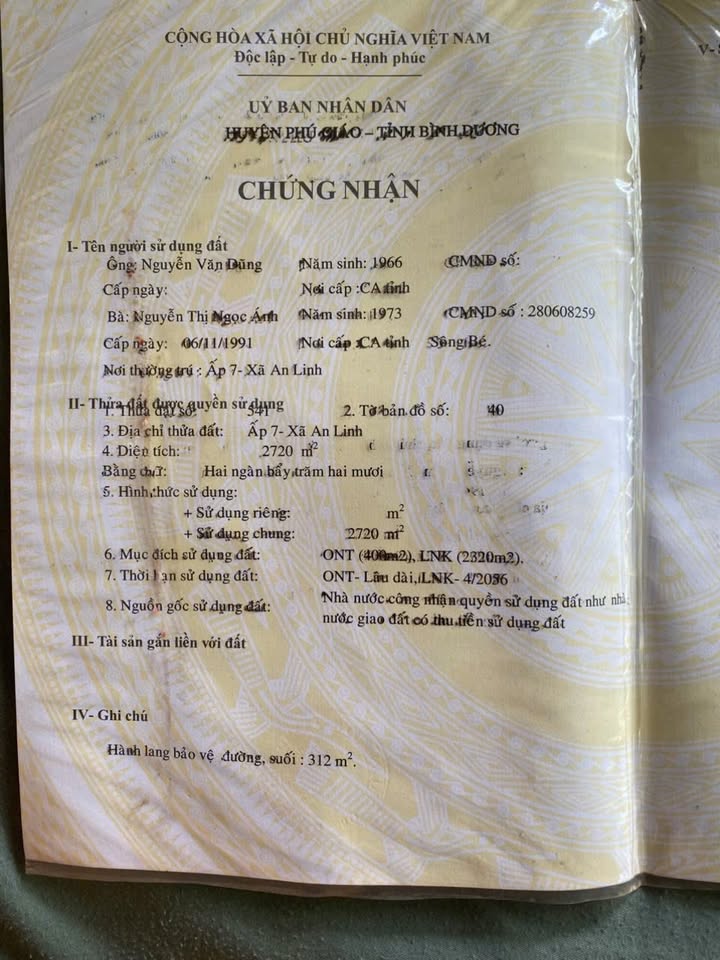 CỘNG HÒA XÃ HỘI CHỦ NGHĨA VIỆT NAM
Độc lập - Tự do - Hạnh phúc
UỶ BAN NHÂN DÂN
HUYỆN PHÚ GIÁO – TỈNH BÌNH DƯƠNG
CHỨNG NHẬN
I- Tên người sử dụng đất
Ông: Nguyễn Văn Dũng Năm sinh: 1966 CMND số:
Cấp ngày: Nơi cấp :CA tỉnh
Bà: Nguyễn Thị Ngọc Ánh Năm sinh: 1973 CMND số : 280608259
Cấp ngày: 06/11/1991 Nơi cấp :CA tỉnh Sông Bé.
Nơi thường trú : Ấp 7- Xã An Linh
II- Thửa đất được quyền sử dụng
1. Thửa đất số: 541 2. Tờ bản đồ số: 40
3. Địa chỉ thửa đất: Ấp 7- Xã An Linh
4. Diện tích: 2720 m²
Bằng chữ: Hai ngàn bẩy trăm hai mươi
5. Hình thức sử dụng:
+ Sử dụng riêng: m²
+ Sử dụng chung: 2720 m²
6. Mục đích sử dụng đất: ONT (400m2), LNK (2320m2).
7. Thời hạn sử dụng đất: ONT- Lâu dài, LNK- 4/2056
8. Nguồn gốc sử dụng đất: Nhà nước công nhận quyền sử dụng đất như nhà
nước giao đất có thu tiền sử dụng đất
III- Tài sản gắn liền với đất
IV- Ghi chú
Hành lang bảo vệ đường, suối : 312 m².
V-